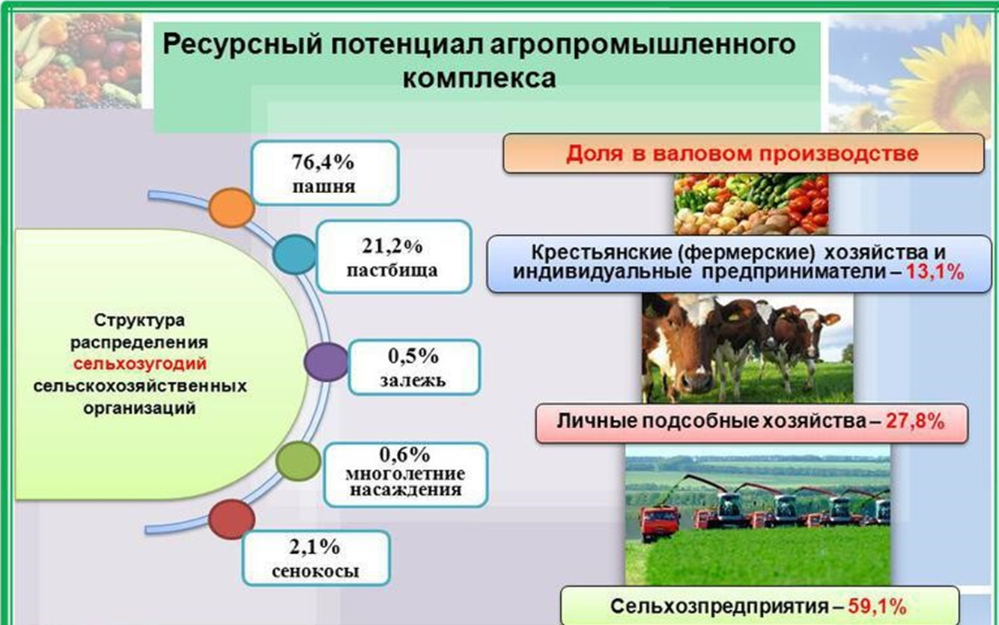 Ресурсный потенциал агропромышленного
комплекса
76,4%
пашня
21,2%
пастбища
0,5%
залежь
0,6%
многолетние
насаждения
2,1%
сенокосы
Структура
распределения
сельхозугодий
сельскохозяйственных
организаций
Доля в валовом производстве
Крестьянские (фермерские) хозяйства и
индивидуальные предприниматели – 13,1%
Личные подсобные хозяйства – 27,8%
Сельхозпредприятия – 59,1%